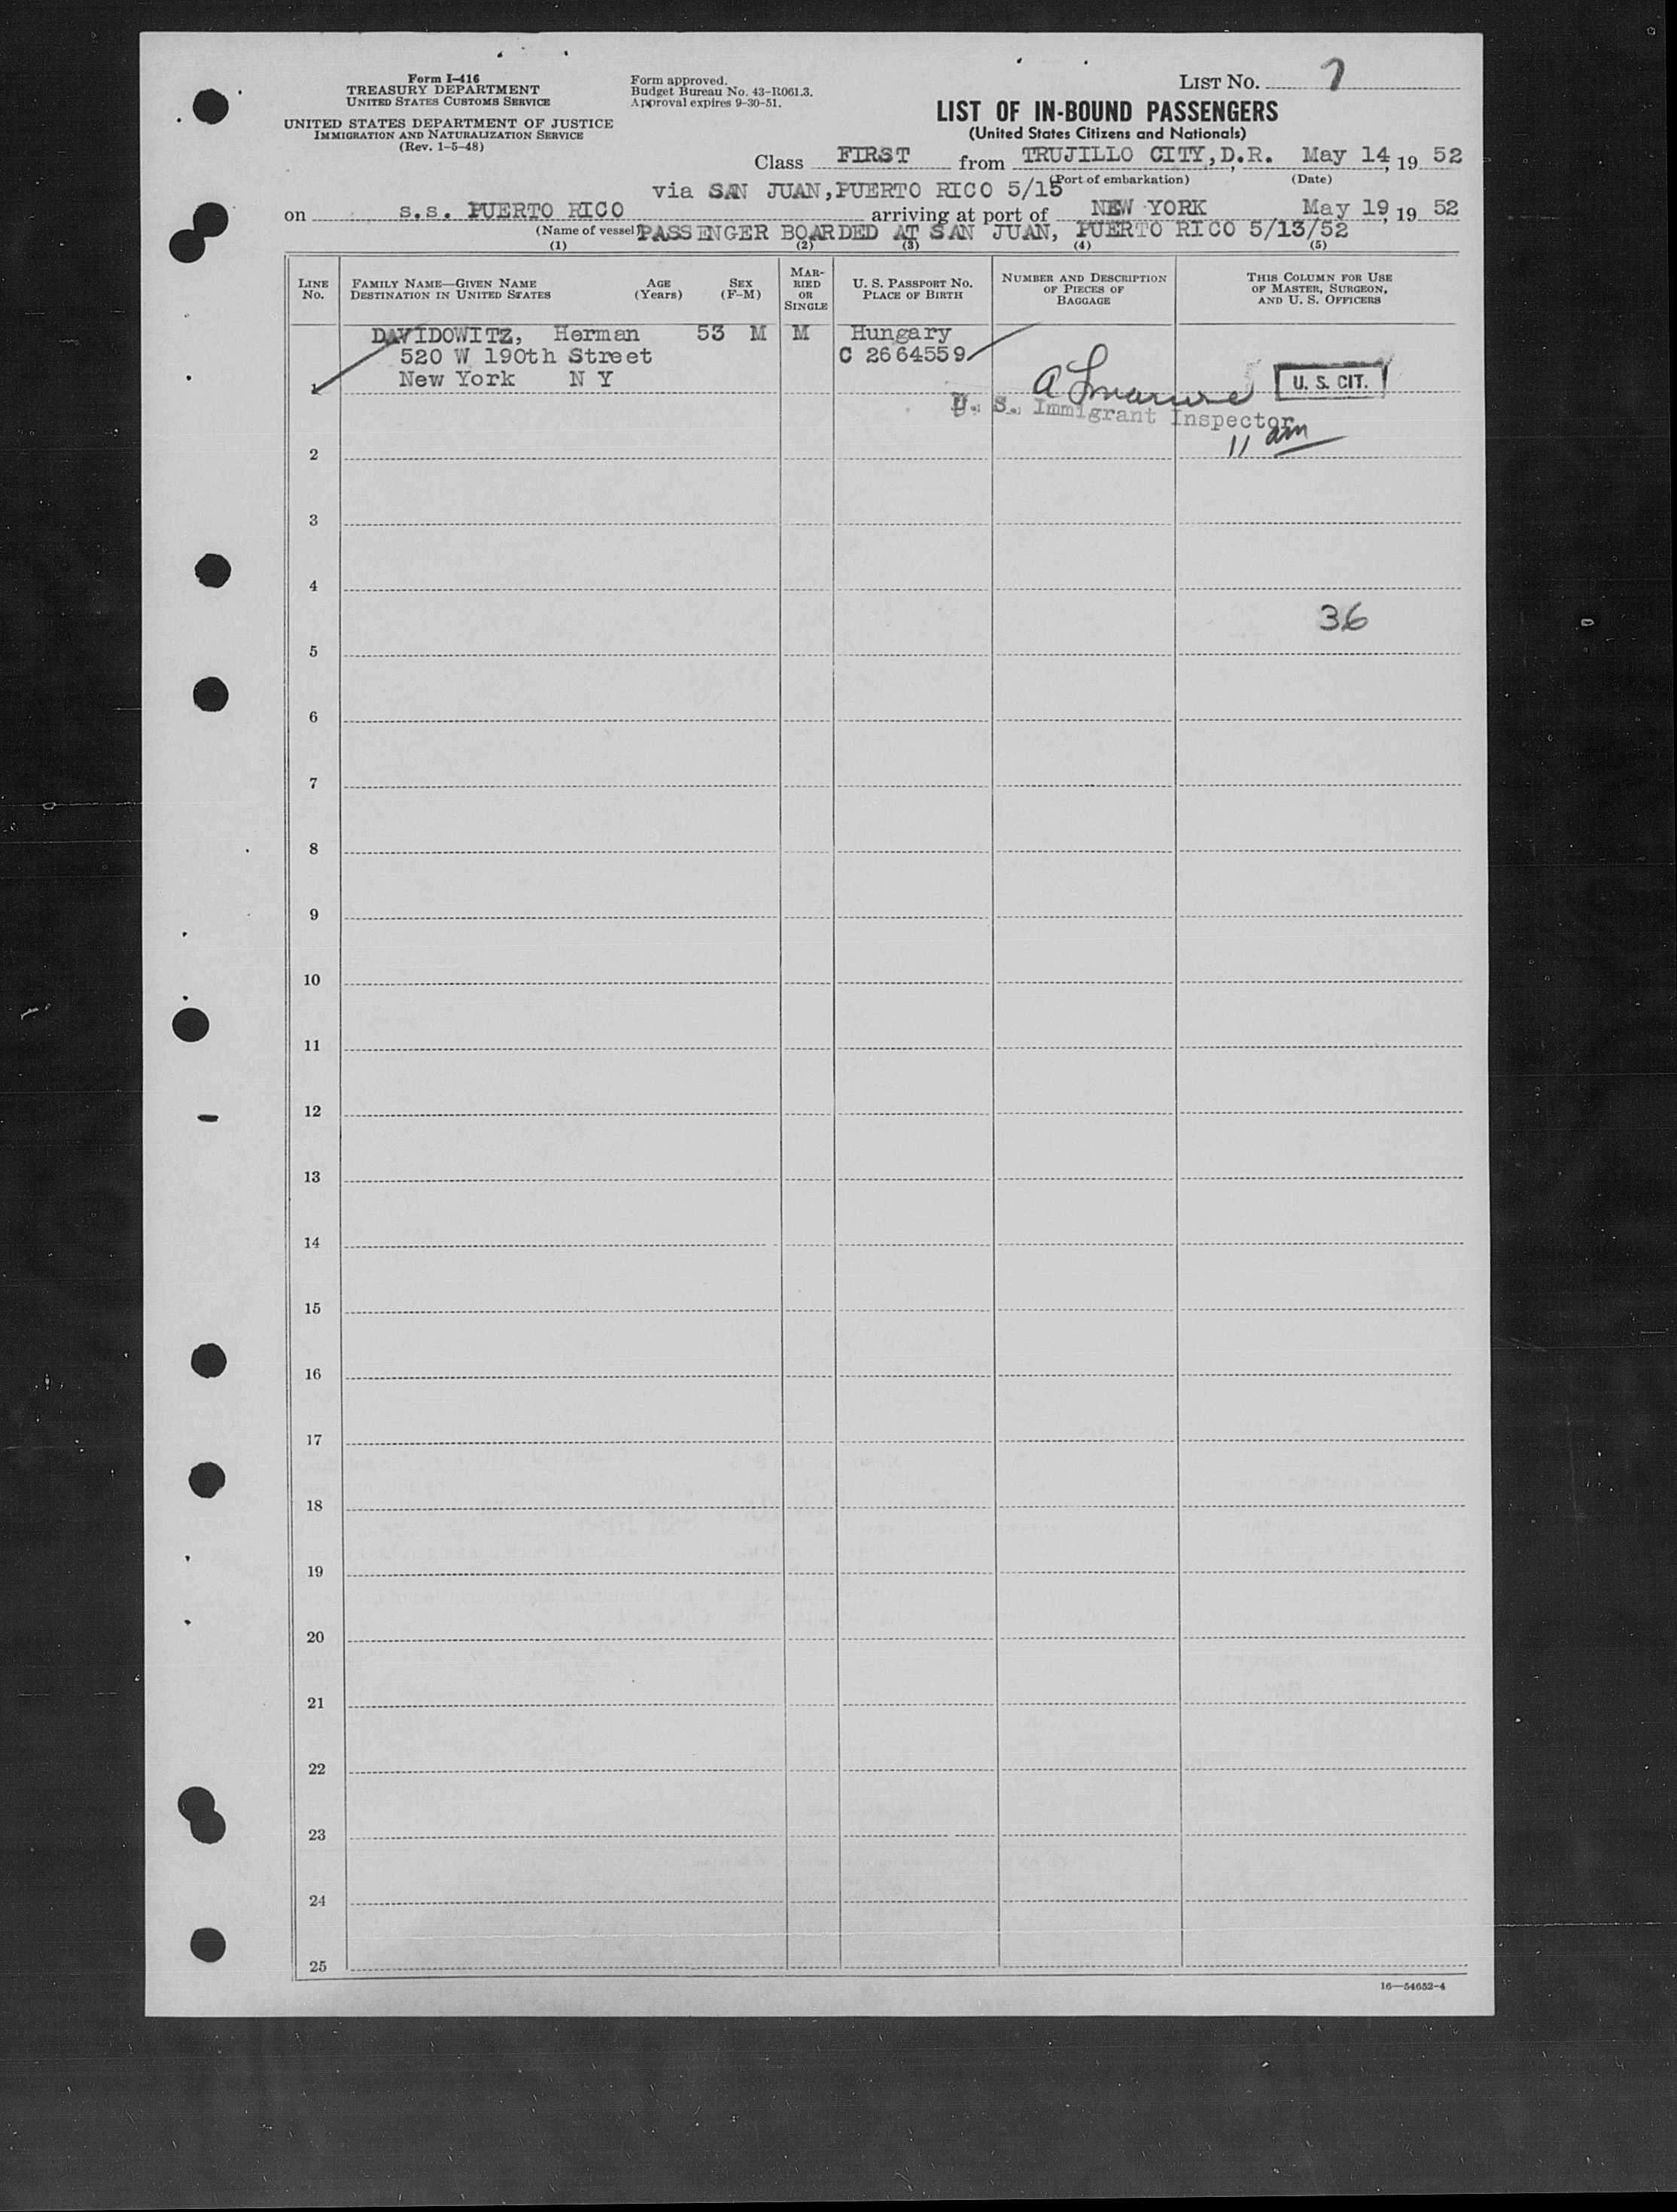 Form I-416
TREASURY DEPARTMENT
UNITED STATES CUSTOMS SERVICE
UNITED STATES DEPARTMENT OF JUSTICE
IMMIGRATION AND NATURALIZATION SERVICE
(Rev. 1-5-48)
Form approved.
Budget Bureau No. 43-R061.3.
Approval expires 9-30-51.
LIST NO. 7
LIST OF IN-BOUND PASSENGERS
(United States Citizens and Nationals)
Class FIRST from TRUJILLO CITY, D.R. May 14, 19 52
(Port of embarkation) (Date)
via SAN JUAN, PUERTO RICO 5/15
on s.s. PUERTO RICO arriving at port of NEW YORK May 19, 19 52
(Name of vessel) PASSENGER BOARDED AT SAN JUAN, PUERTO RICO 5/13/52
(1) (2) (3) (4) (5)
LINE NO.
FAMILY NAME—GIVEN NAME
DESTINATION IN UNITED STATES
AGE
(Years)
SEX
(F-M)
MAR-
RIED
OR
SINGLE
U. S. PASSPORT NO.
PLACE OF BIRTH
NUMBER AND DESCRIPTION
OF PIECES OF
BAGGAGE
THIS COLUMN FOR USE
OF MASTER, SURGEON,
AND U. S. OFFICERS
DAVIDOWITZ, Herman 53 M M Hungary
520 W 190th Street C 2664559
New York N Y
1
U. S. CIT.
U. S. Immigrant Inspector
11 am
2
3
4
36
5
6
7
8
9
10
11
12
13
14
15
16
17
18
19
20
21
22
23
24
25
16—54652-4